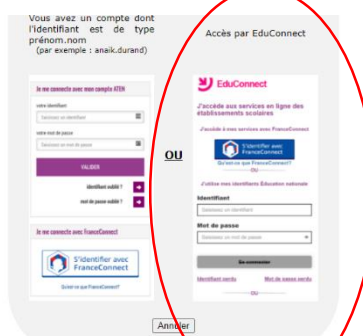 Vous avez un compte dont
l'identifiant est de type
prénom.nom
(par exemple : anaik.durand)
Je me connecte avec mon compte ATEN
votre identifiant
Saisissez un identifiant
votre mot de passe
Saisissez un mot de passe
VALIDER
identifiant oublié ?
mot de passe oublié ?
Je me connecte avec FranceConnect
S'identifier avec
FranceConnect
Qu'est-ce que FranceConnect?
OU
Accès par EduConnect
EduConnect
J'accède aux services en ligne des
établissements scolaires
J'accède à mes services avec FranceConnect
S'identifier avec
FranceConnect
Qu'est-ce que FranceConnect?
OU
J'utilise mes identifiants Éducation nationale
Identifiant
Saisissez un identifiant
Mot de passe
Saisissez un mot de passe
Se connecter
Identifiant perdu
Mot de passe perdu
OU
Annuler